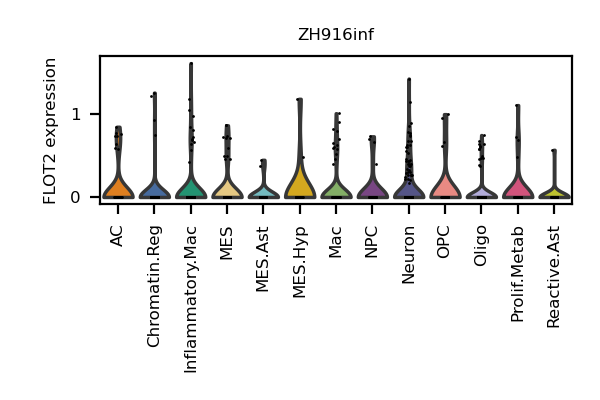 ZH916inf
FLOT2 expression
1
0
AC
Chromatin.Reg
Inflammatory.Mac
MES
MES.Ast
MES.Hyp
Mac
NPC
Neuron
OPC
Oligo
Prolif.Metab
Reactive.Ast